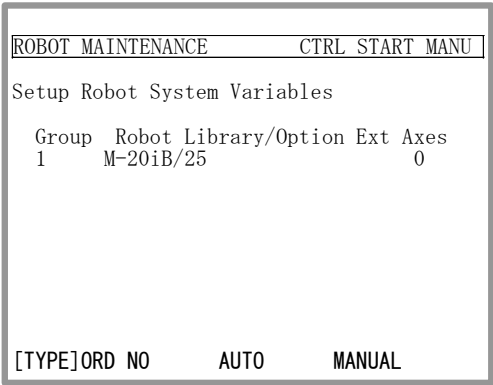 ROBOT MAINTENANCE CTRL START MANU
Setup Robot System Variables
Group Robot Library/Option Ext Axes
1 M-20iB/25 0
[TYPE]ORD NO AUTO MANUAL